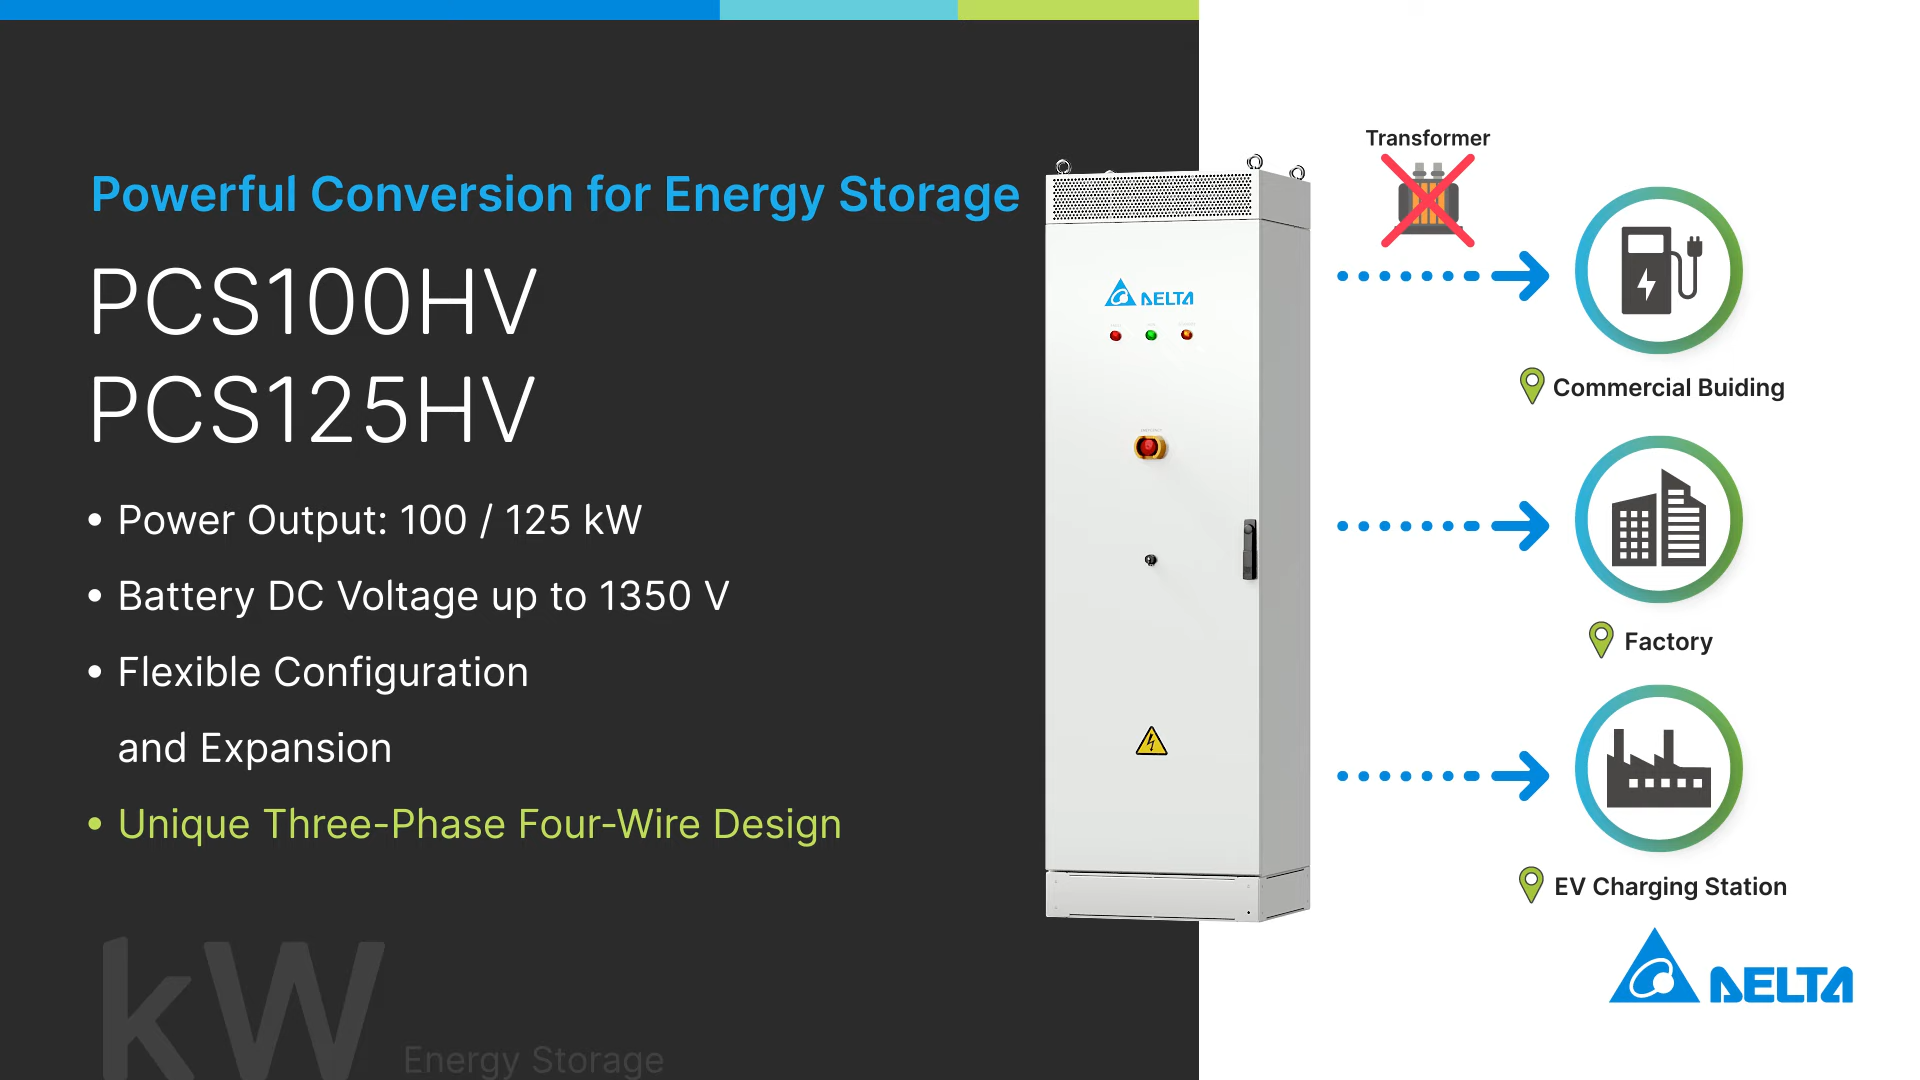 Powerful Conversion for Energy Storage
PCS100HV
PCS125HV
• Power Output: 100 / 125 kW
• Battery DC Voltage up to 1350 V
• Flexible Configuration
and Expansion
• Unique Three-Phase Four-Wire Design
kW
Energy Storage
DELTA
Transformer
Commercial Buiding
Factory
EV Charging Station
DELTA